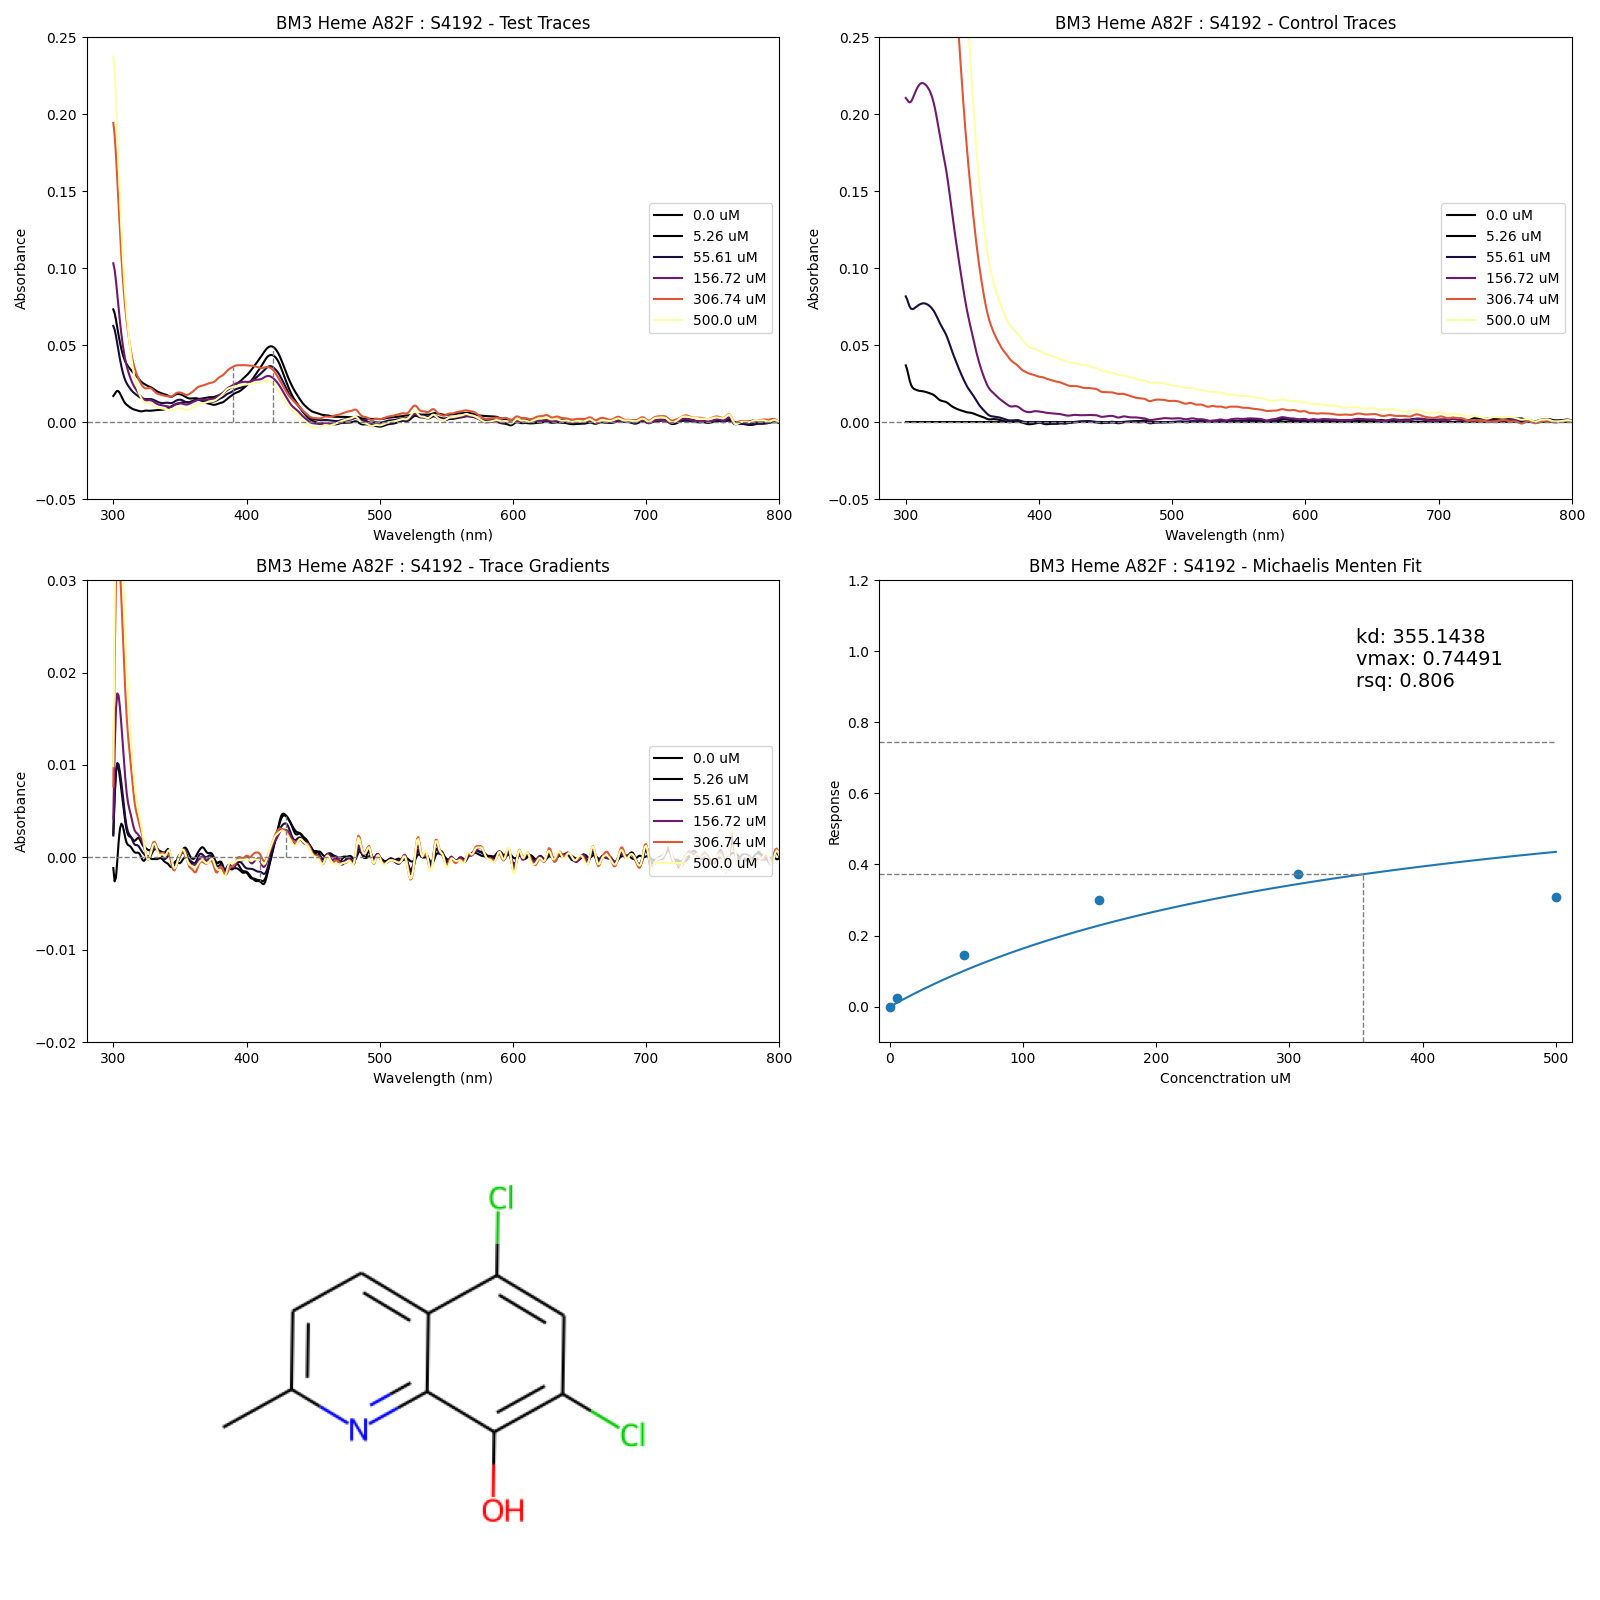 BM3 Heme A82F : S4192 - Test Traces
0.25
0.20
0.15
0.10
0.05
0.00
−0.05
Absorbance
300
400
500
600
700
800
Wavelength (nm)
0.0 uM
5.26 uM
55.61 uM
156.72 uM
306.74 uM
500.0 uM
BM3 Heme A82F : S4192 - Control Traces
0.25
0.20
0.15
0.10
0.05
0.00
−0.05
Absorbance
300
400
500
600
700
800
Wavelength (nm)
0.0 uM
5.26 uM
55.61 uM
156.72 uM
306.74 uM
500.0 uM
BM3 Heme A82F : S4192 - Trace Gradients
0.03
0.02
0.01
0.00
−0.01
−0.02
Absorbance
300
400
500
600
700
800
Wavelength (nm)
0.0 uM
5.26 uM
55.61 uM
156.72 uM
306.74 uM
500.0 uM
BM3 Heme A82F : S4192 - Michaelis Menten Fit
1.2
1.0
0.8
0.6
0.4
0.2
0.0
Response
0
100
200
300
400
500
Concenctration uM
kd: 355.1438
vmax: 0.74491
rsq: 0.806
Cl
N
Cl
OH